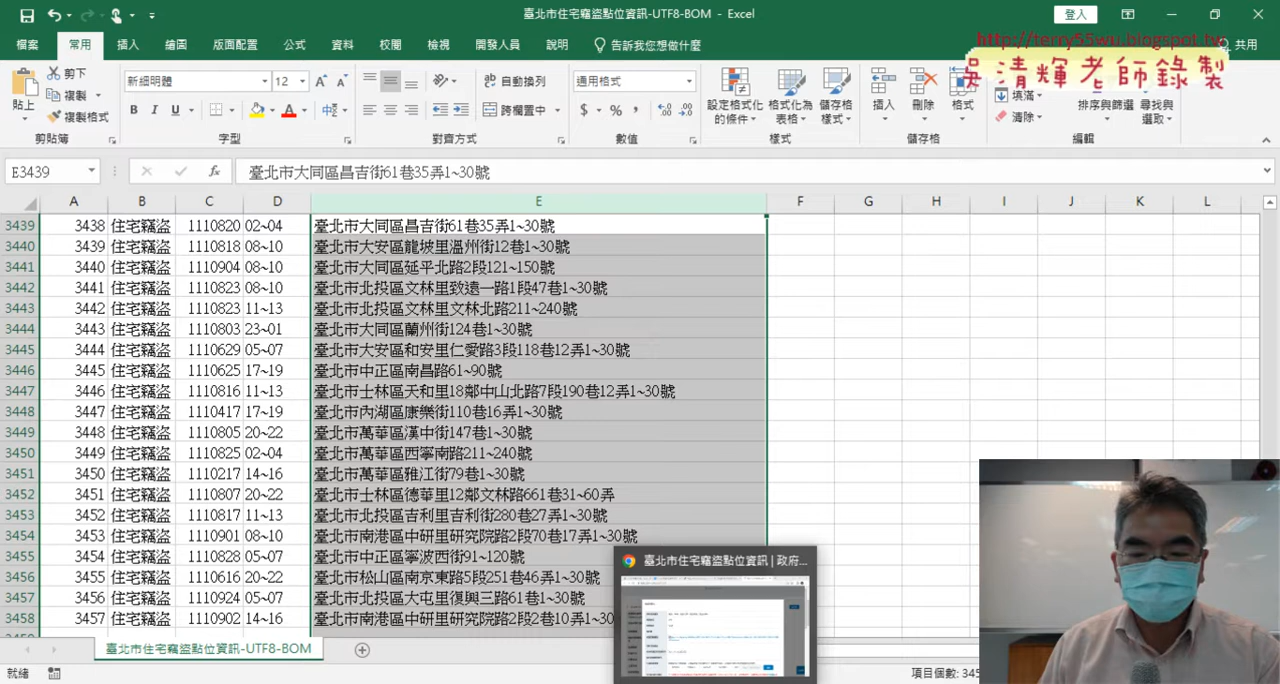 臺北市住宅竊盜點位資訊-UTF8-BOM - Excel
登入
檔案 常用 插入 繪圖 版面配置 公式 資料 校閱 檢視 開發人員 說明 告訴我您想做什麼 共用
http://terry55wu.blogspot.tw
吳清輝老師錄製
貼上 剪下 複製 複製格式 剪貼簿
新細明體 12 B I U 中 字型
自動換列 跨欄置中 對齊方式
通用格式 $ % , 數值
設定格式化的條件 格式化為表格 儲存格樣式 樣式
插入 刪除 格式 儲存格
填滿 清除 排序與篩選 尋找與選取 編輯
E3439 fx 臺北市大同區昌吉街61巷35弄1~30號
A B C D E F G H I J K L
3439 3438 住宅竊盜 1110820 02~04 臺北市大同區昌吉街61巷35弄1~30號
3440 3439 住宅竊盜 1110818 08~10 臺北市大安區龍坡里溫州街12巷1~30號
3441 3440 住宅竊盜 1110904 08~10 臺北市大同區延平北路2段121~150號
3442 3441 住宅竊盜 1110823 08~10 臺北市北投區文林里致遠一路1段47巷1~30號
3443 3442 住宅竊盜 1110823 11~13 臺北市北投區文林里文林北路211~240號
3444 3443 住宅竊盜 1110803 23~01 臺北市大同區蘭州街124巷1~30號
3445 3444 住宅竊盜 1110629 05~07 臺北市大安區和安里仁愛路3段118巷12弄1~30號
3446 3445 住宅竊盜 1110625 17~19 臺北市中正區南昌路61~90號
3447 3446 住宅竊盜 1110816 11~13 臺北市士林區天和里18鄰中山北路7段190巷12弄1~30號
3448 3447 住宅竊盜 1110417 17~19 臺北市內湖區康樂街110巷16弄1~30號
3449 3448 住宅竊盜 1110805 20~22 臺北市萬華區漢中街147巷1~30號
3450 3449 住宅竊盜 1110825 02~04 臺北市萬華區西寧南路211~240號
3451 3450 住宅竊盜 1110217 14~16 臺北市萬華區雅江街79巷1~30號
3452 3451 住宅竊盜 1110807 20~22 臺北市士林區德華里12鄰文林路661巷31~60弄
3453 3452 住宅竊盜 1110817 11~13 臺北市北投區吉利里吉利街280巷27弄1~30號
3454 3453 住宅竊盜 1110901 08~10 臺北市南港區中研里研究院路2段70巷17弄1~30號
3455 3454 住宅竊盜 1110828 05~07 臺北市中正區寧波西街91~120號
3456 3455 住宅竊盜 1110616 20~22 臺北市松山區南京東路5段251巷46弄1~30號
3457 3456 住宅竊盜 1110924 05~07 臺北市北投區大屯里復興三路61巷1~30號
3458 3457 住宅竊盜 1110902 14~16 臺北市南港區中研里研究院路2段2巷10弄1~30
臺北市住宅竊盜點位資訊 | 政府...
臺北市住宅竊盜點位資訊-UTF8-BOM
就緒 項目個數: 345